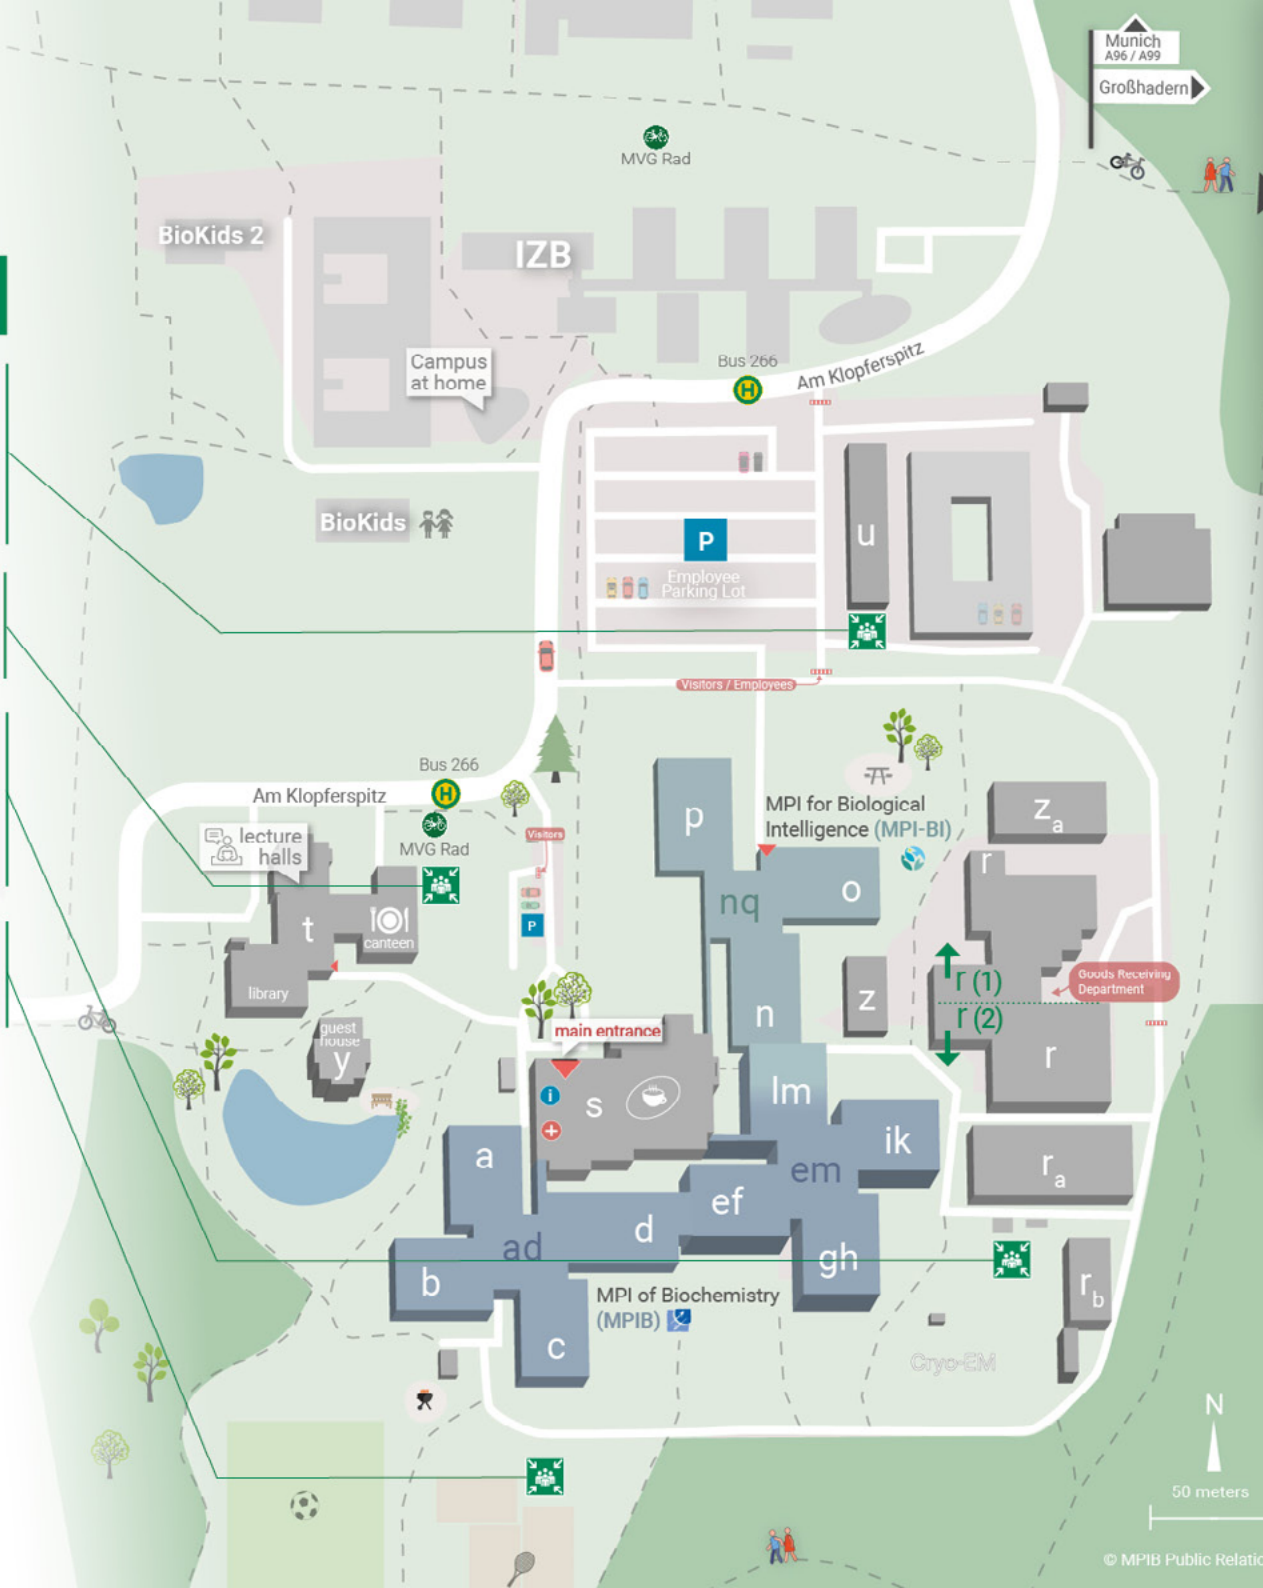 Munich
A96 / A99
Großhadern
MVG Rad
BioKids 2
IZB
Campus
at home
Bus 266
H
Am Klopferspitz
BioKids
P
Employee
Parking Lot
u
Visitors / Employees
Bus 266
H
Am Klopferspitz
MVG Rad
lecture
halls
Visitors
P
p
MPI for Biological
Intelligence (MPI-BI)
nq
o
z a
r
t
canteen
library
z
n
r (1)
r (2)
r
Goods Receiving
Department
guest
house
y
main entrance
i
s
lm
a
ik
em
r a
ef
d
ad
b
gh
r b
c
MPI of Biochemistry
(MPIB)
Cryo-EM
N
50 meters
© MPIB Public Relatio